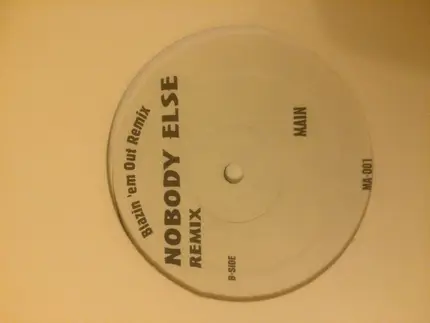 Blazin 'em Out Remix
NOBODY ELSE
REMIX
B-SIDE
MAIN
MA-001